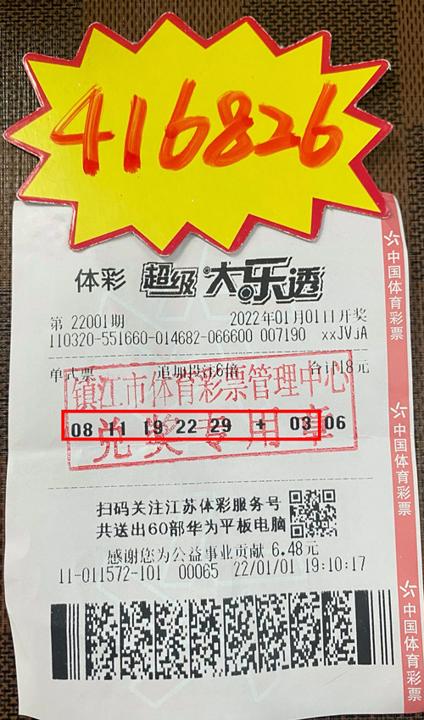 416826
体彩 超级大乐透
第 22001期 2022年01月01日开奖
110320-551660-014682-066600 007190 xxJVJA
单式票 追加投注6倍 合计18元
镇江市体育彩票管理中心
兑奖专用章
08 11 19 22 29 + 03 06
扫码关注江苏体彩服务号
共送出60部华为平板电脑
感谢您为公益事业贡献 6.48元
11-011572-101 00065 22/01/01 19:10:17
中国体育彩票
中国体育彩票
中国体育彩票